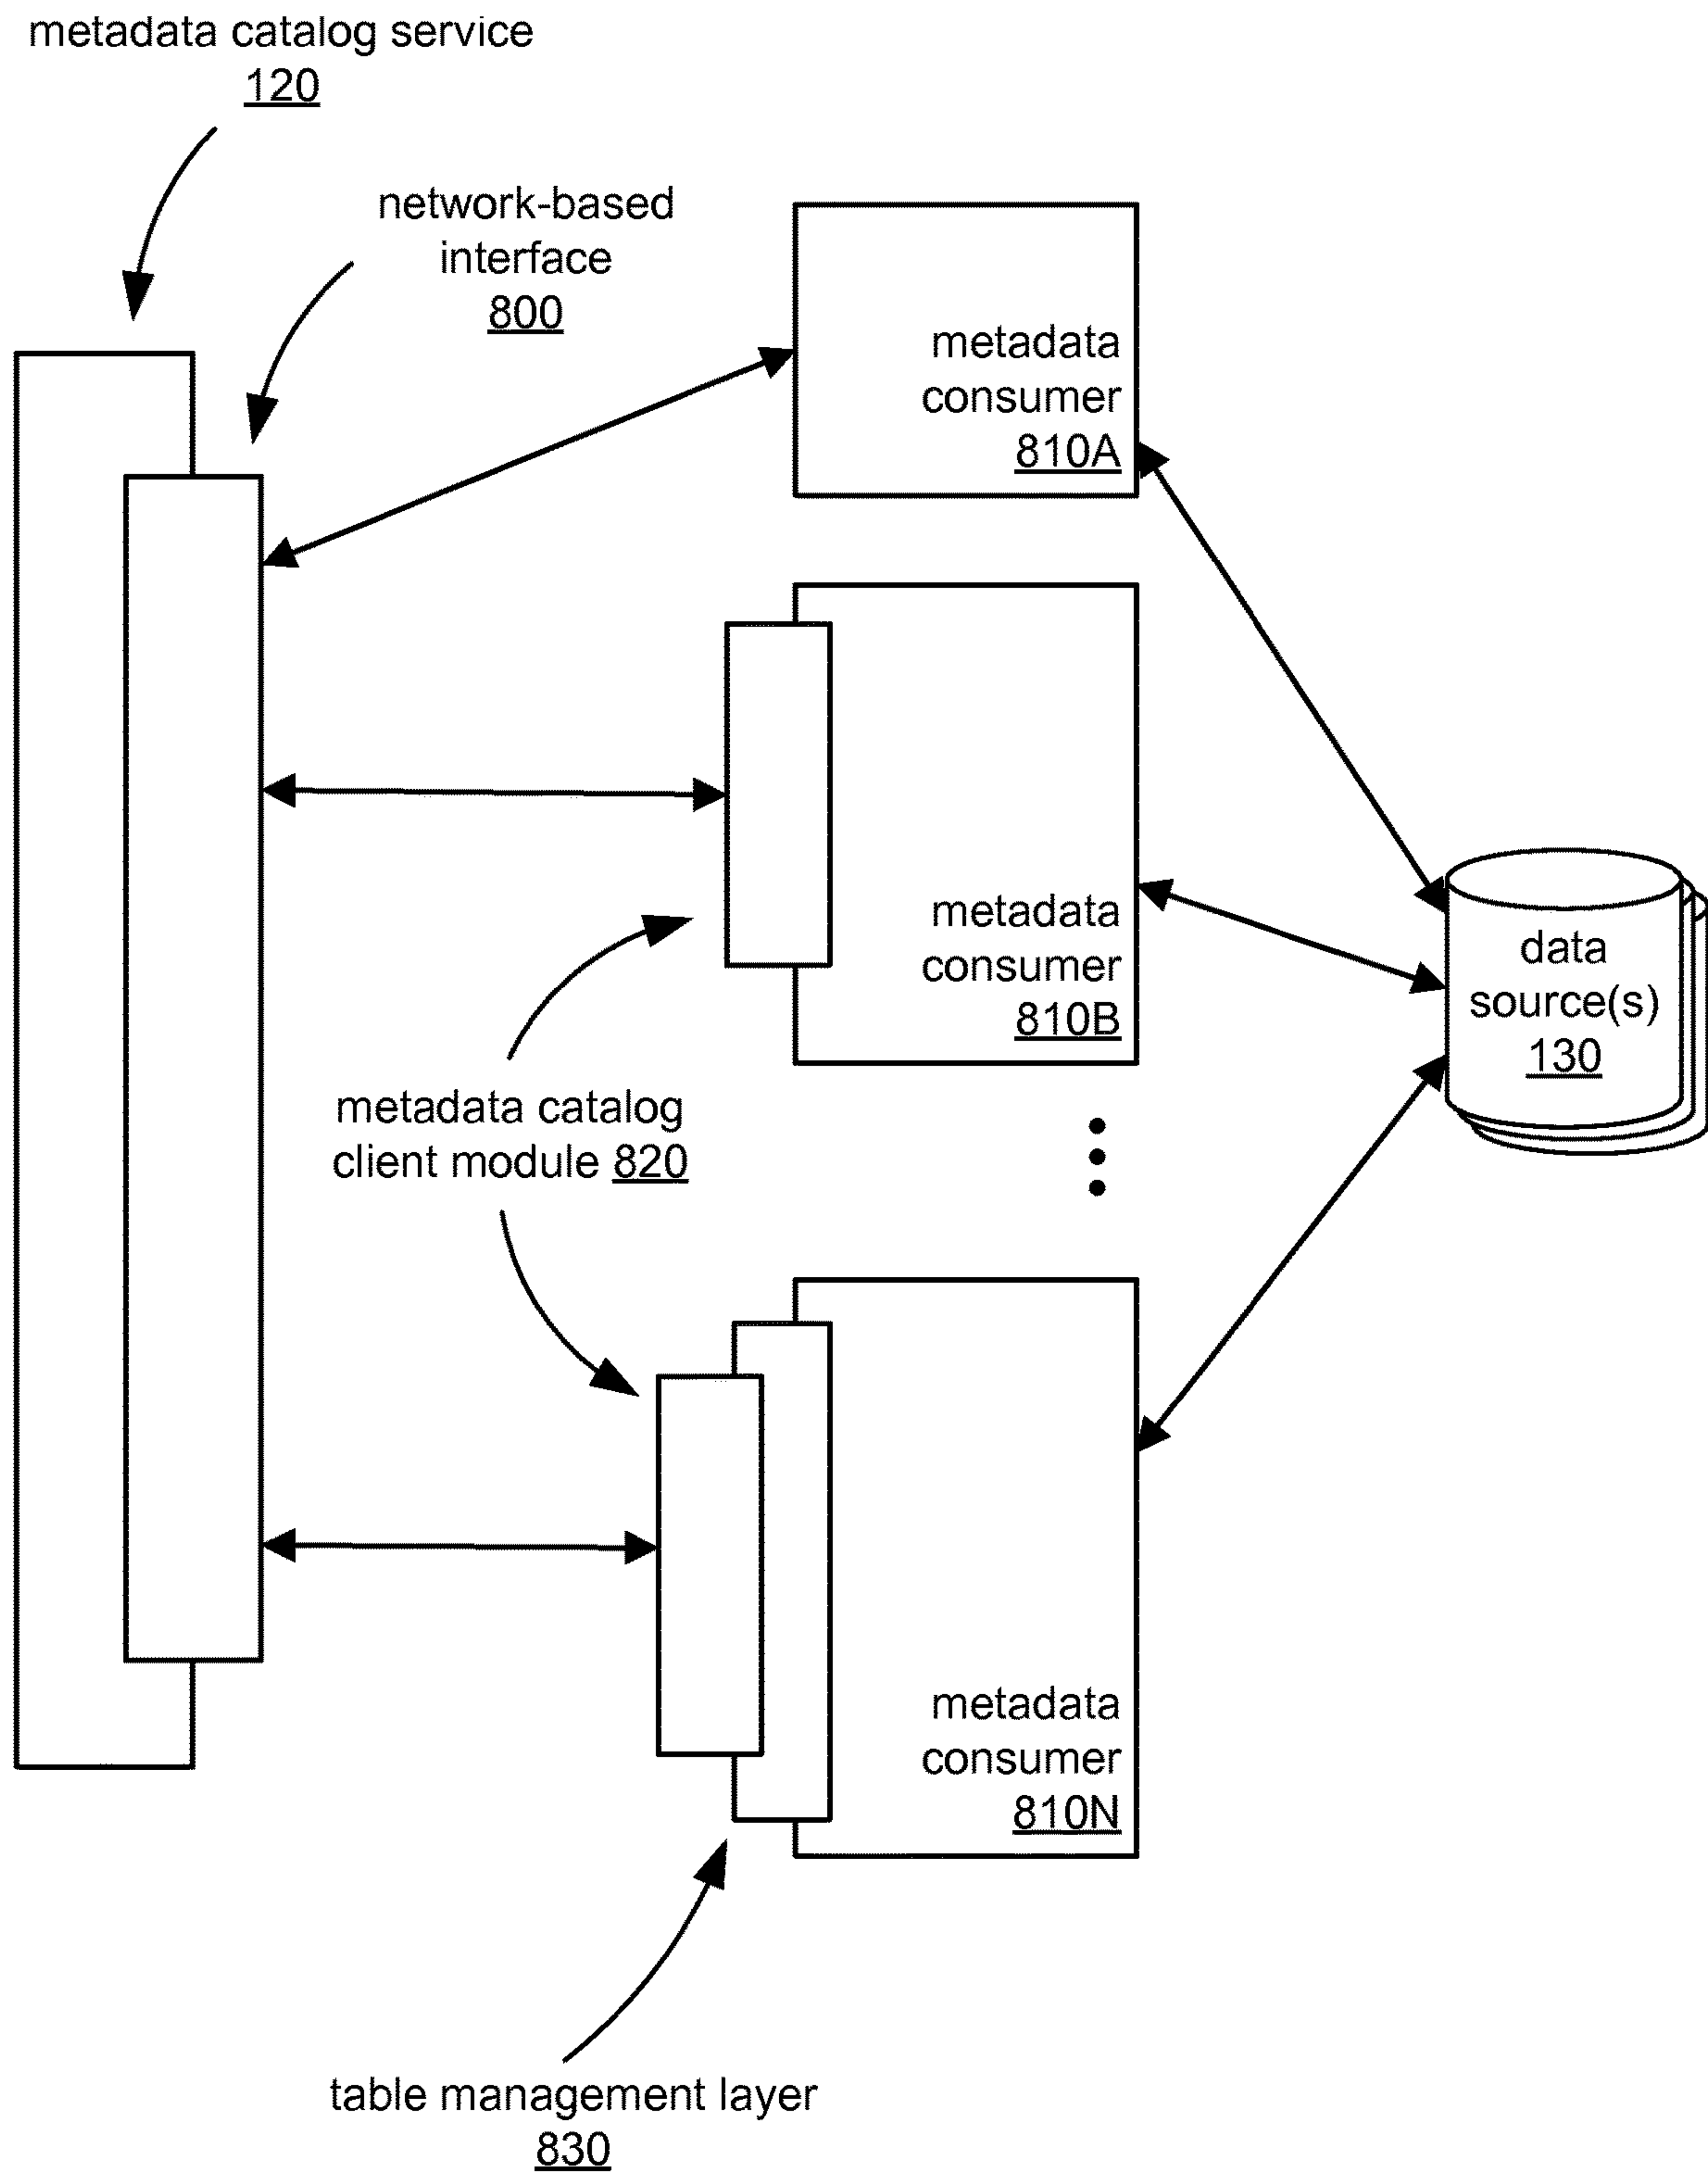 metadata catalog service
120
network-based
interface
800
metadata
consumer
810A
metadata
consumer
810B
data
source(s)
130
metadata catalog
client module 820
metadata
consumer
810N
table management layer
830